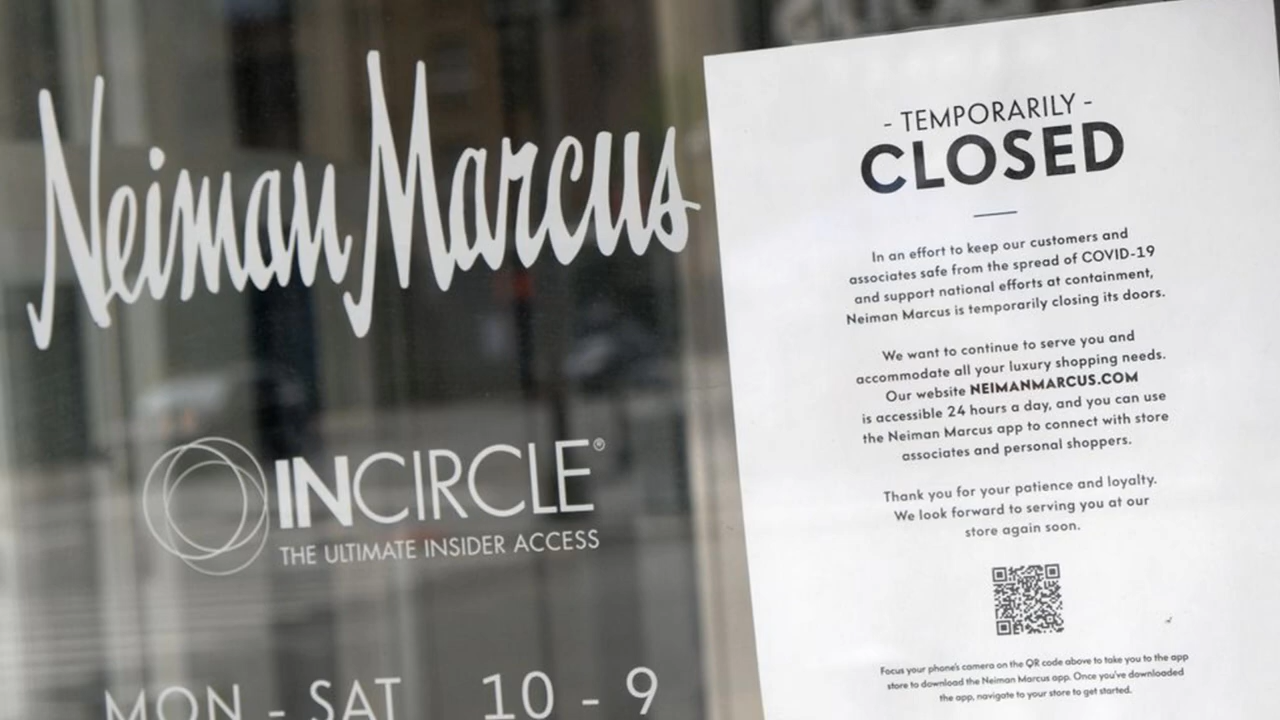 Neiman Marcus
INCIRCLE®
THE ULTIMATE INSIDER ACCESS
MON - SAT 10 - 9
- TEMPORARILY -
CLOSED
In an effort to keep our customers and
associates safe from the spread of COVID-19
and support national efforts at containment,
Neiman Marcus is temporarily closing its doors.
We want to continue to serve you and
accommodate all your luxury shopping needs.
Our website NEIMANMARCUS.COM
is accessible 24 hours a day, and you can use
the Neiman Marcus app to connect with store
associates and personal shoppers.
Thank you for your patience and loyalty.
We look forward to serving you at our
store again soon.
Focus your phone's camera on the QR code above to take you to the app
store to download the Neiman Marcus app. Once you've downloaded
the app, navigate to your store to get started.